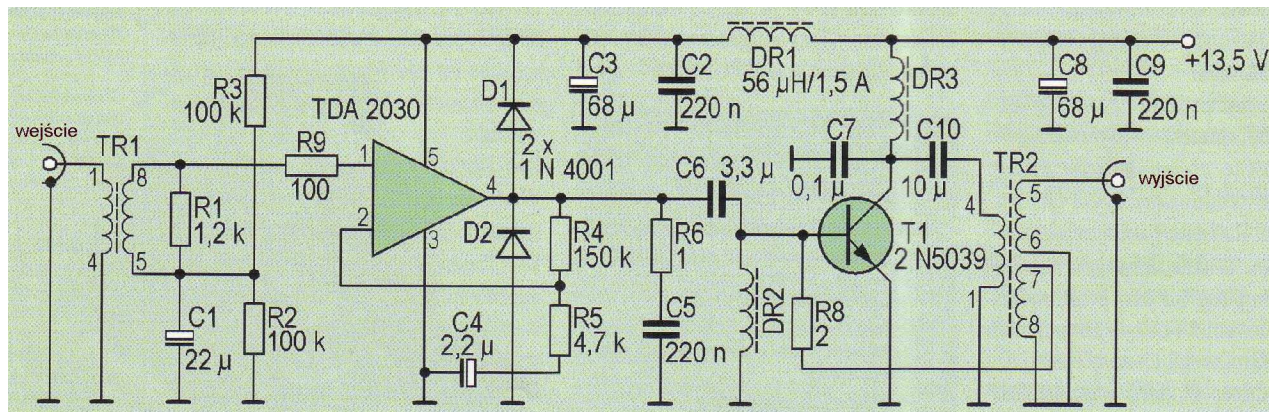 wejście
TR1
1
8
4
5
R1
1,2 k
C1
22 µ
R3
100 k
R2
100 k
R9
100
TDA 2030
1
2
5
4
3
C4
2,2 µ
D1
2 x
1 N 4001
D2
C3
68 µ
C2
220 n
R4
150 k
R5
4,7 k
R6
1
C5
220 n
C6
3,3 µ
DR1
56 µH/1,5 A
DR2
R8
2
C7
0,1 µ
DR3
C10
10 µ
T1
2 N5039
C8
68 µ
C9
220 n
+13,5 V
TR2
4
1
5
6
7
8
wyjście